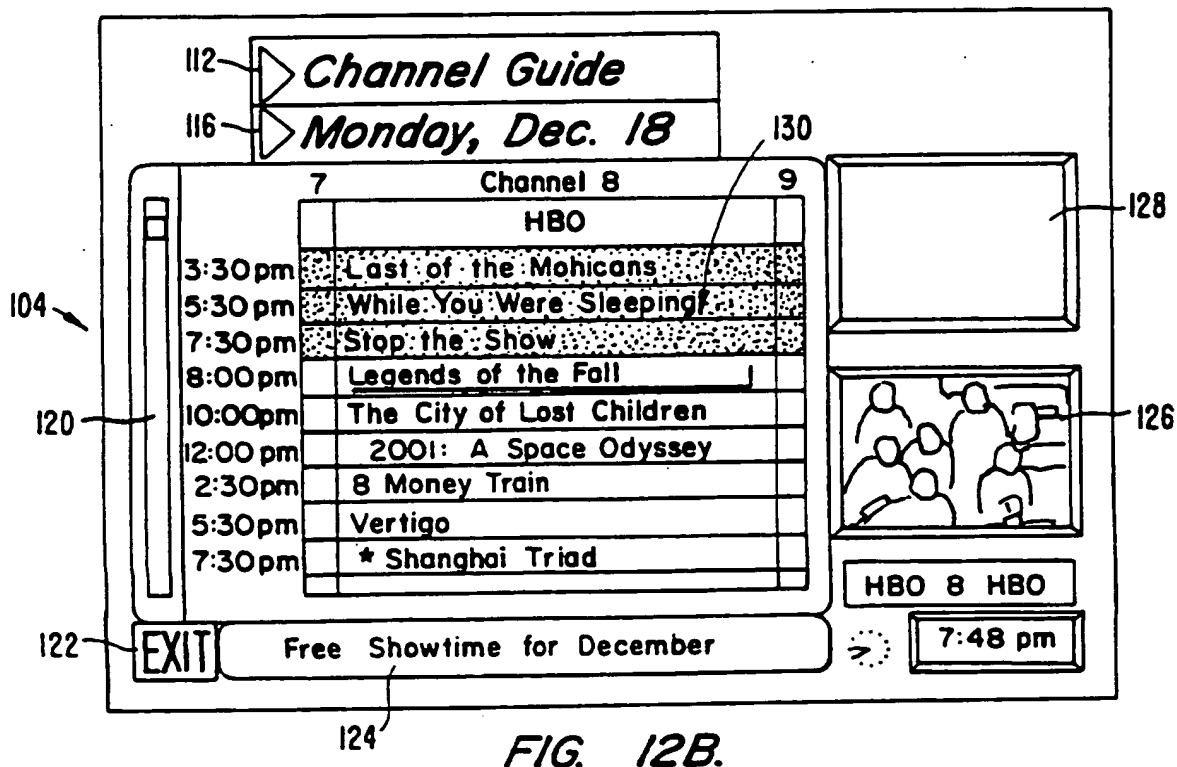 112 Channel Guide
116 Monday, Dec. 18
130
7 Channel 8 9
HBO
128
3:30pm Last of the Mohicans
104
5:30pm While You Were Sleeping
7:30pm Stop the Show
8:00pm Legends of the Fall
120
10:00pm The City of Lost Children
126
12:00 pm 2001: A Space Odyssey
2:30pm 8 Money Train
5:30pm Vertigo
7:30pm * Shanghai Triad
HBO 8 HBO
122 EXIT Free Showtime for December 7:48 pm
124
FIG. 12B.